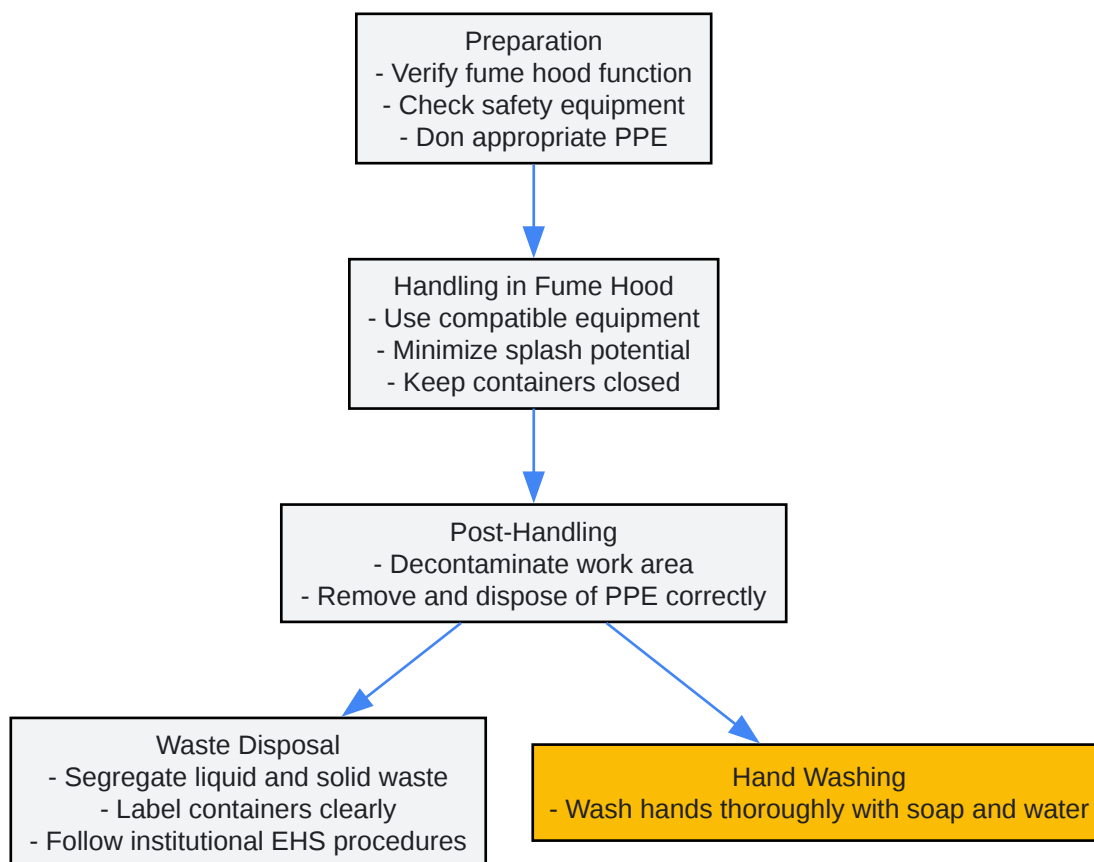 Preparation
- Verify fume hood function
- Check safety equipment
- Don appropriate PPE
Handling in Fume Hood
- Use compatible equipment
- Minimize splash potential
- Keep containers closed
Post-Handling
- Decontaminate work area
- Remove and dispose of PPE correctly
Waste Disposal
- Segregate liquid and solid waste
- Label containers clearly
- Follow institutional EHS procedures
Hand Washing
- Wash hands thoroughly with soap and water